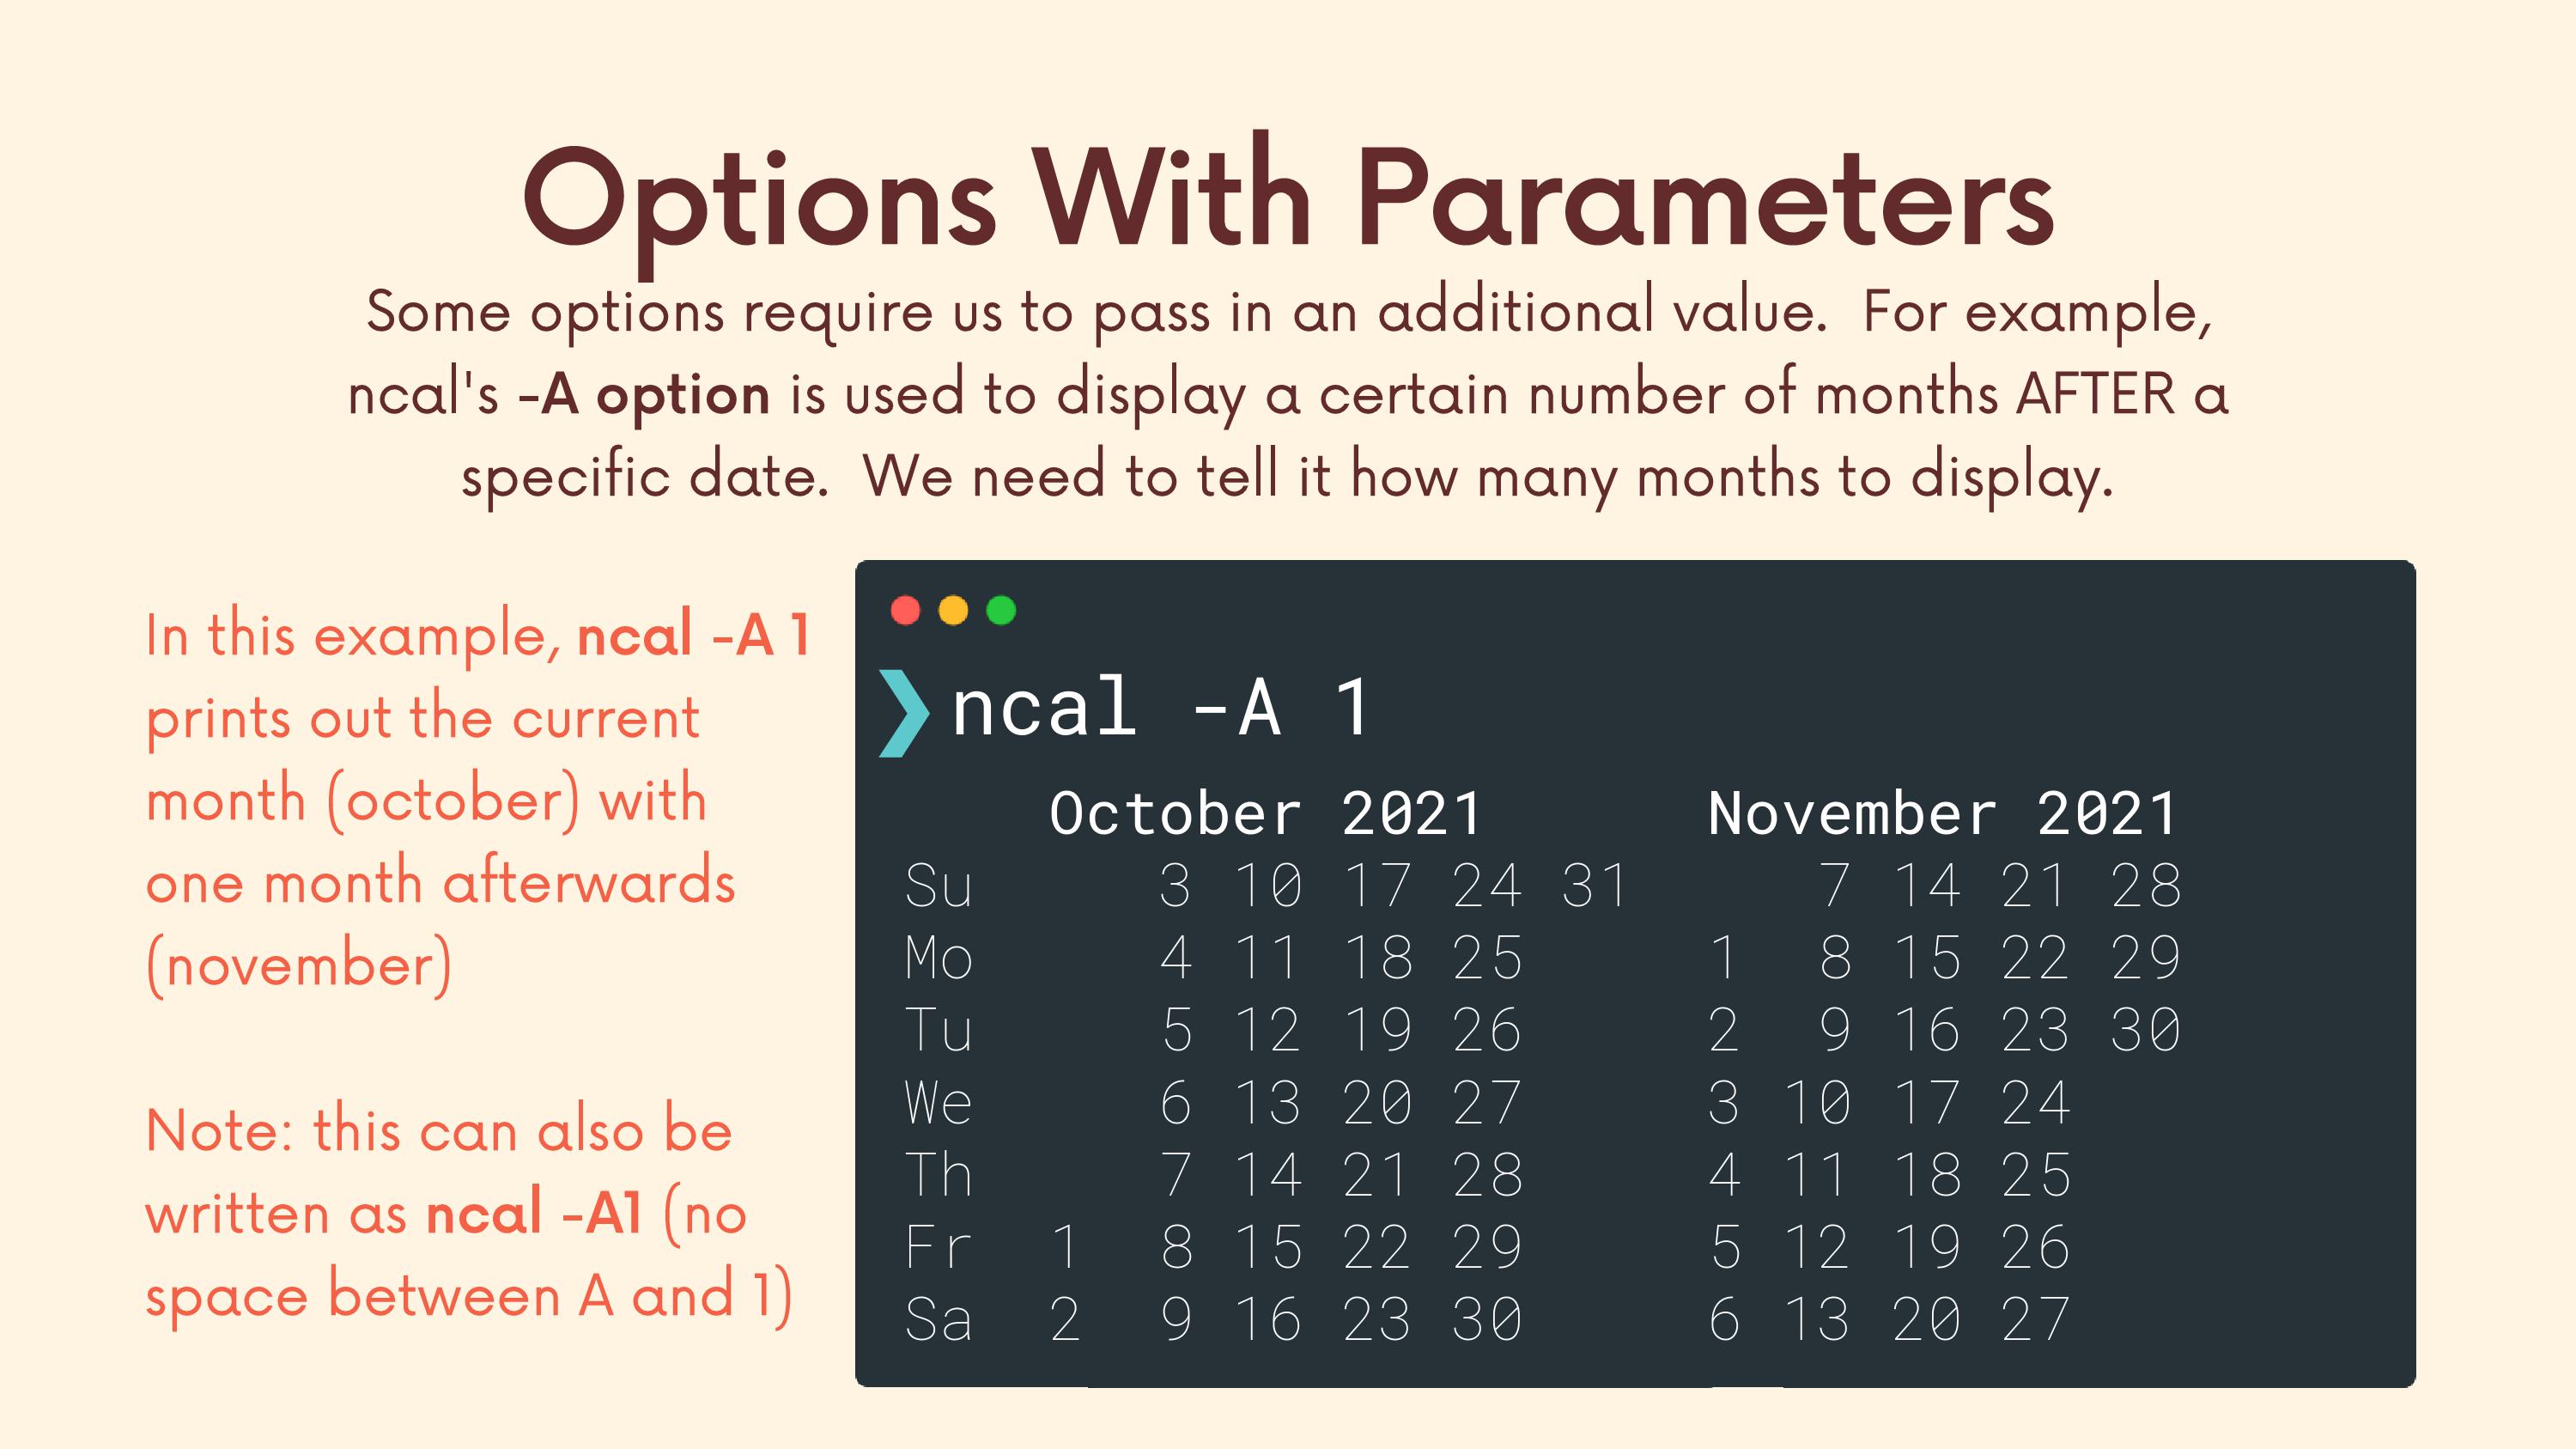 Options With Parameters
Some options require us to pass in an additional value.  For example,
ncal's -A option is used to display a certain number of months AFTER a
specific date.  We need to tell it how many months to display.
In this example, ncal -A 1
prints out the current
month (october) with
one month afterwards
(november)
Note: this can also be
written as ncal -A1 (no
space between A and 1)
❯ ncal -A 1
    October 2021      November 2021
Su     3 10 17 24 31     7 14 21 28
Mo     4 11 18 25     1  8 15 22 29
Tu     5 12 19 26     2  9 16 23 30
We     6 13 20 27     3 10 17 24
Th     7 14 21 28     4 11 18 25
Fr  1  8 15 22 29     5 12 19 26
Sa  2  9 16 23 30     6 13 20 27